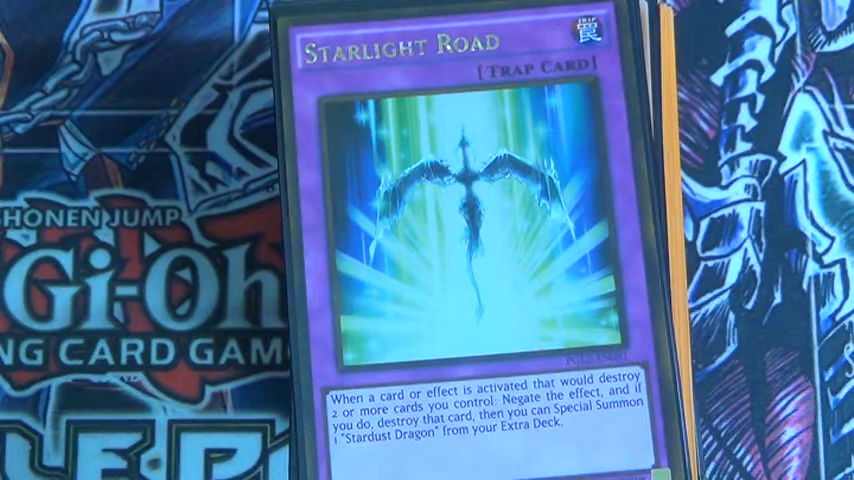 STARLIGHT ROAD
TRAP
罠
[TRAP CARD]
SHONEN JUMP
Gi-Oh
NG CARD GAM
LE-P
When a card or effect is activated that would destroy
2 or more cards you control: Negate the effect, and if
you do, destroy that card, then you can Special Summon
1 "Stardust Dragon" from your Extra Deck.